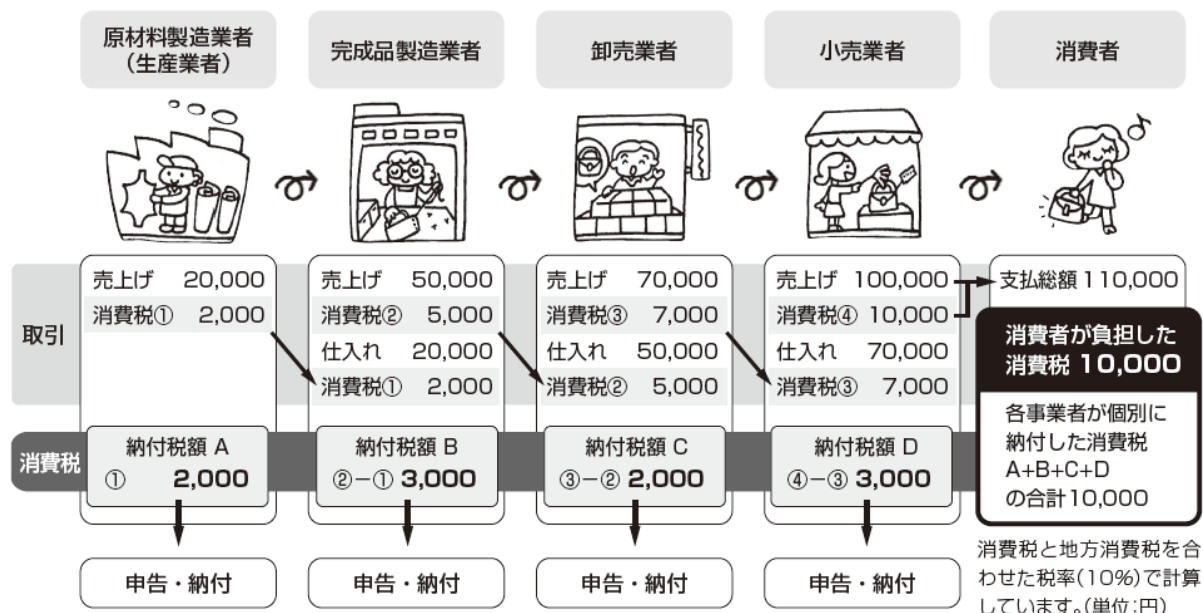 原材料製造業者
（生産業者）
完成品製造業者
卸売業者
小売業者
消費者
取引
売上げ 20,000
消費税① 2,000
売上げ 50,000
消費税② 5,000
仕入れ 20,000
消費税① 2,000
売上げ 70,000
消費税③ 7,000
仕入れ 50,000
消費税② 5,000
売上げ 100,000
消費税④ 10,000
仕入れ 70,000
消費税③ 7,000
支払総額 110,000
消費者が負担した
消費税 10,000
各事業者が個別に
納付した消費税
A+B+C+D
の合計10,000
消費税
納付税額 A
① 2,000
納付税額 B
②－① 3,000
納付税額 C
③－② 2,000
納付税額 D
④－③ 3,000
申告・納付
申告・納付
申告・納付
申告・納付
消費税と地方消費税を合
わせた税率(10%)で計算
しています。(単位;円)